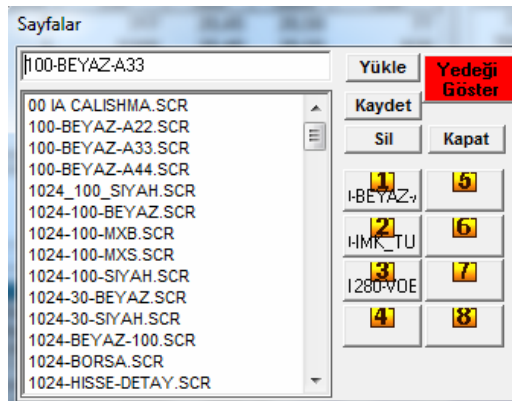 Sayfalar
100-BEYAZ-A33
Yükle
Yedeği
Göster
Kaydet
Sil
Kapat
00 IA CALISHMA.SCR
100-BEYAZ-A22.SCR
100-BEYAZ-A33.SCR
100-BEYAZ-A44.SCR
1024_100_SIYAH.SCR
1024-100-BEYAZ.SCR
1024-100-MXB.SCR
1024-100-MXS.SCR
1024-100-SIYAH.SCR
1024-30-BEYAZ.SCR
1024-30-SIYAH.SCR
1024-BEYAZ-100.SCR
1024-BORSA.SCR
1024-HISSE-DETAY.SCR
1
-BEYAZ-
5
2
-IMK_TU
6
3
1280-VOE
7
4
8